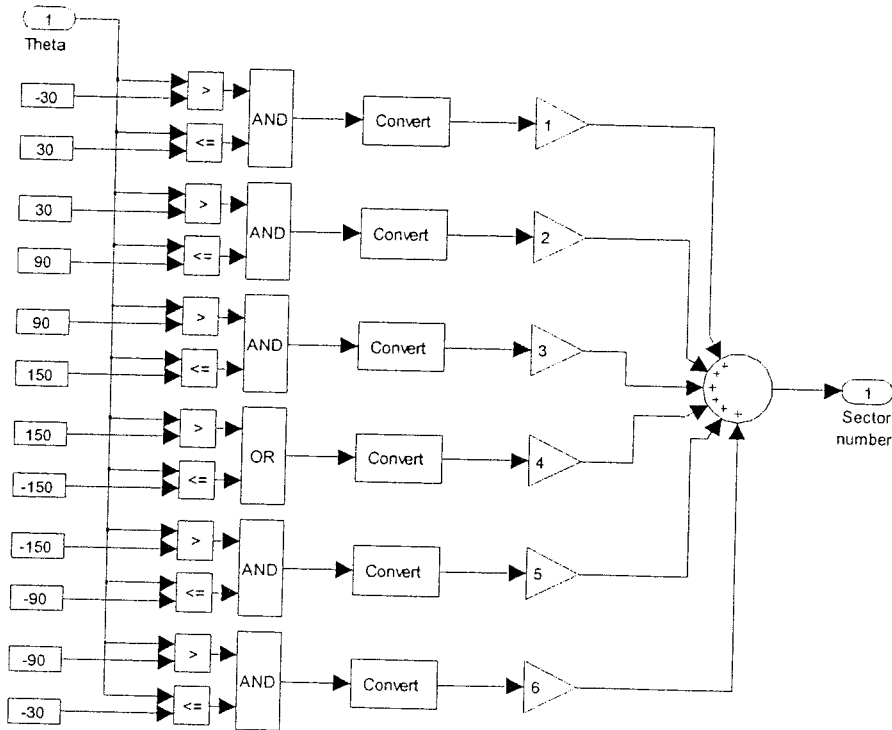 1
Theta
-30
>
AND
Convert
1
30
<=
30
>
AND
Convert
2
90
<=
90
>
AND
Convert
3
150
<=
+
+
+
+
+
+
1
Sector
number
150
>
OR
Convert
4
-150
<=
-150
>
AND
Convert
5
-90
<=
-90
>
AND
Convert
6
-30
<=